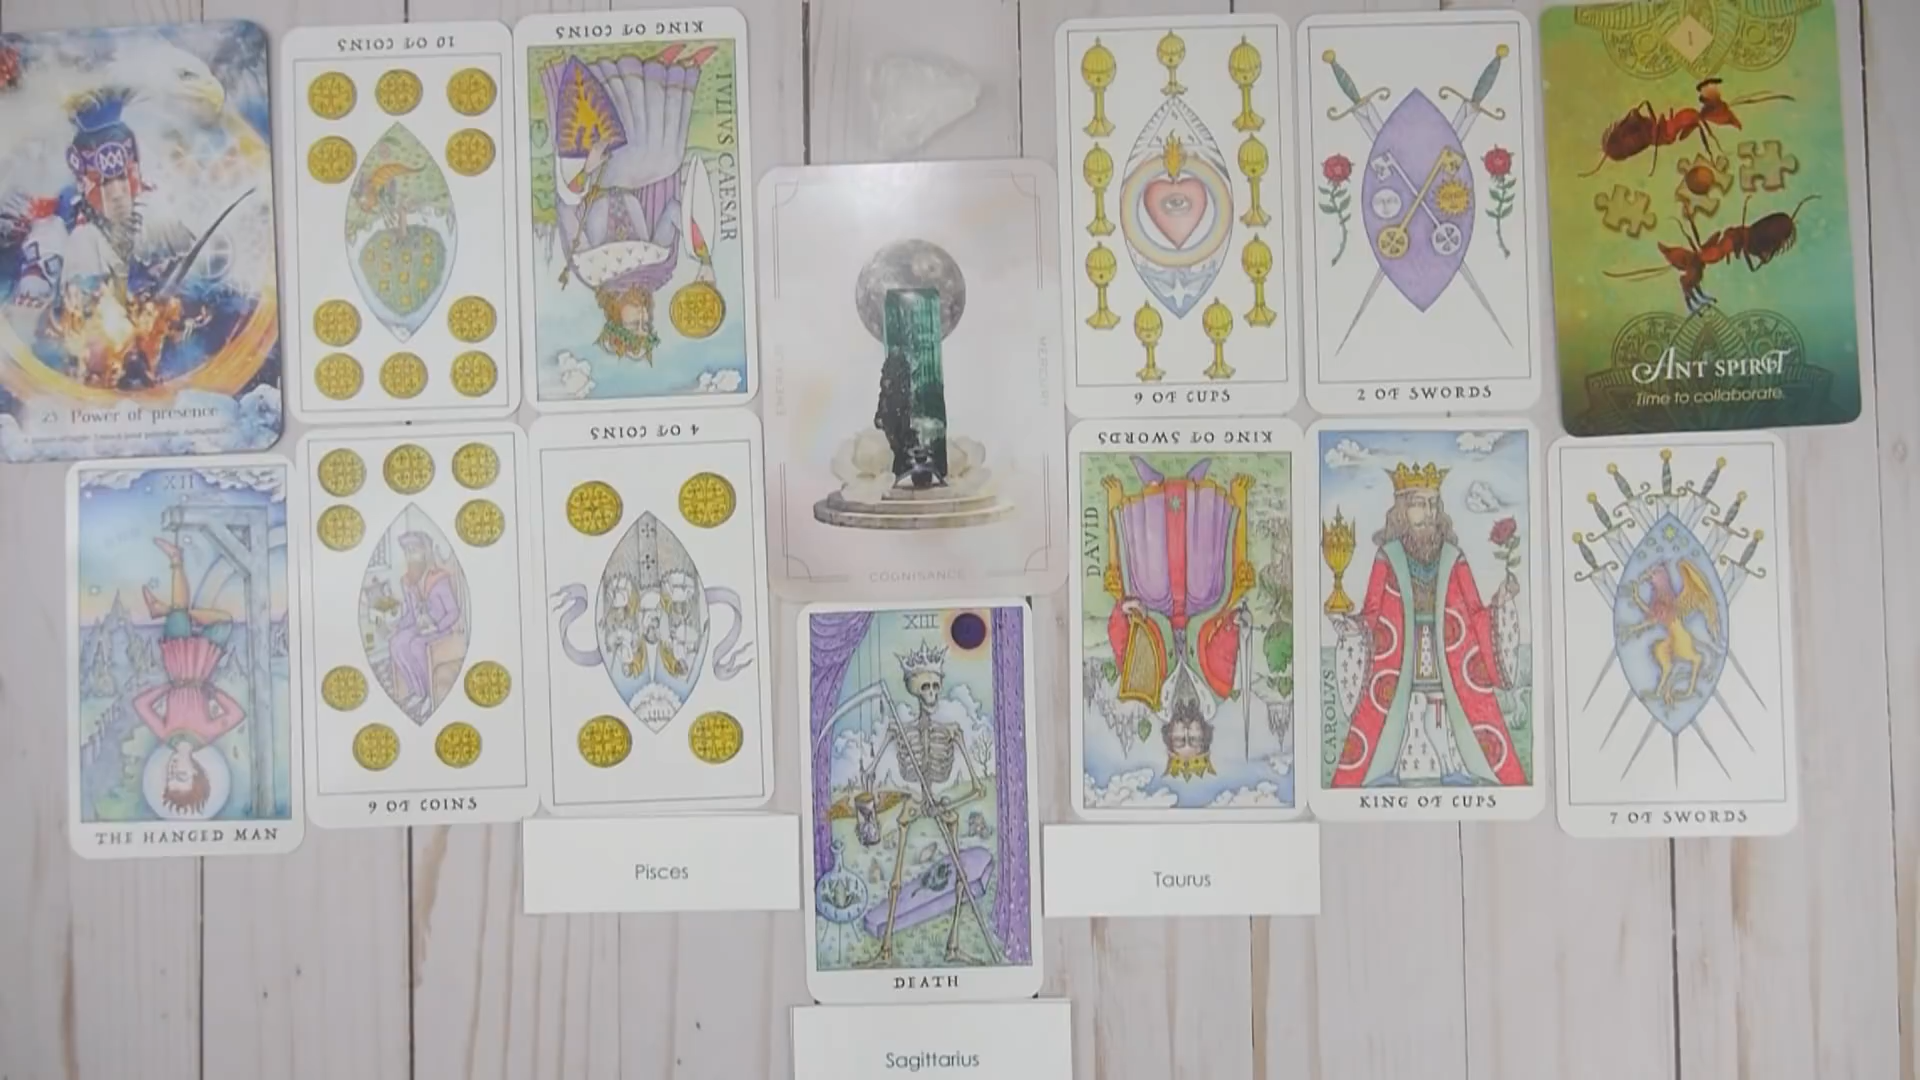 25 Power of presence
10 OF COINS
KING OF COINS
IVLIVS CAESAR
9 OF CUPS
2 OF SWORDS
1
ANT SPIRIT
Time to collaborate.
MERCURY
COGNISANCE
XII
THE HANGED MAN
9 OF COINS
4 OF COINS
XIII
DEATH
KING OF SWORDS
DAVID
CAROLVS
KING OF CUPS
7 OF SWORDS
Pisces
Taurus
Sagittarius